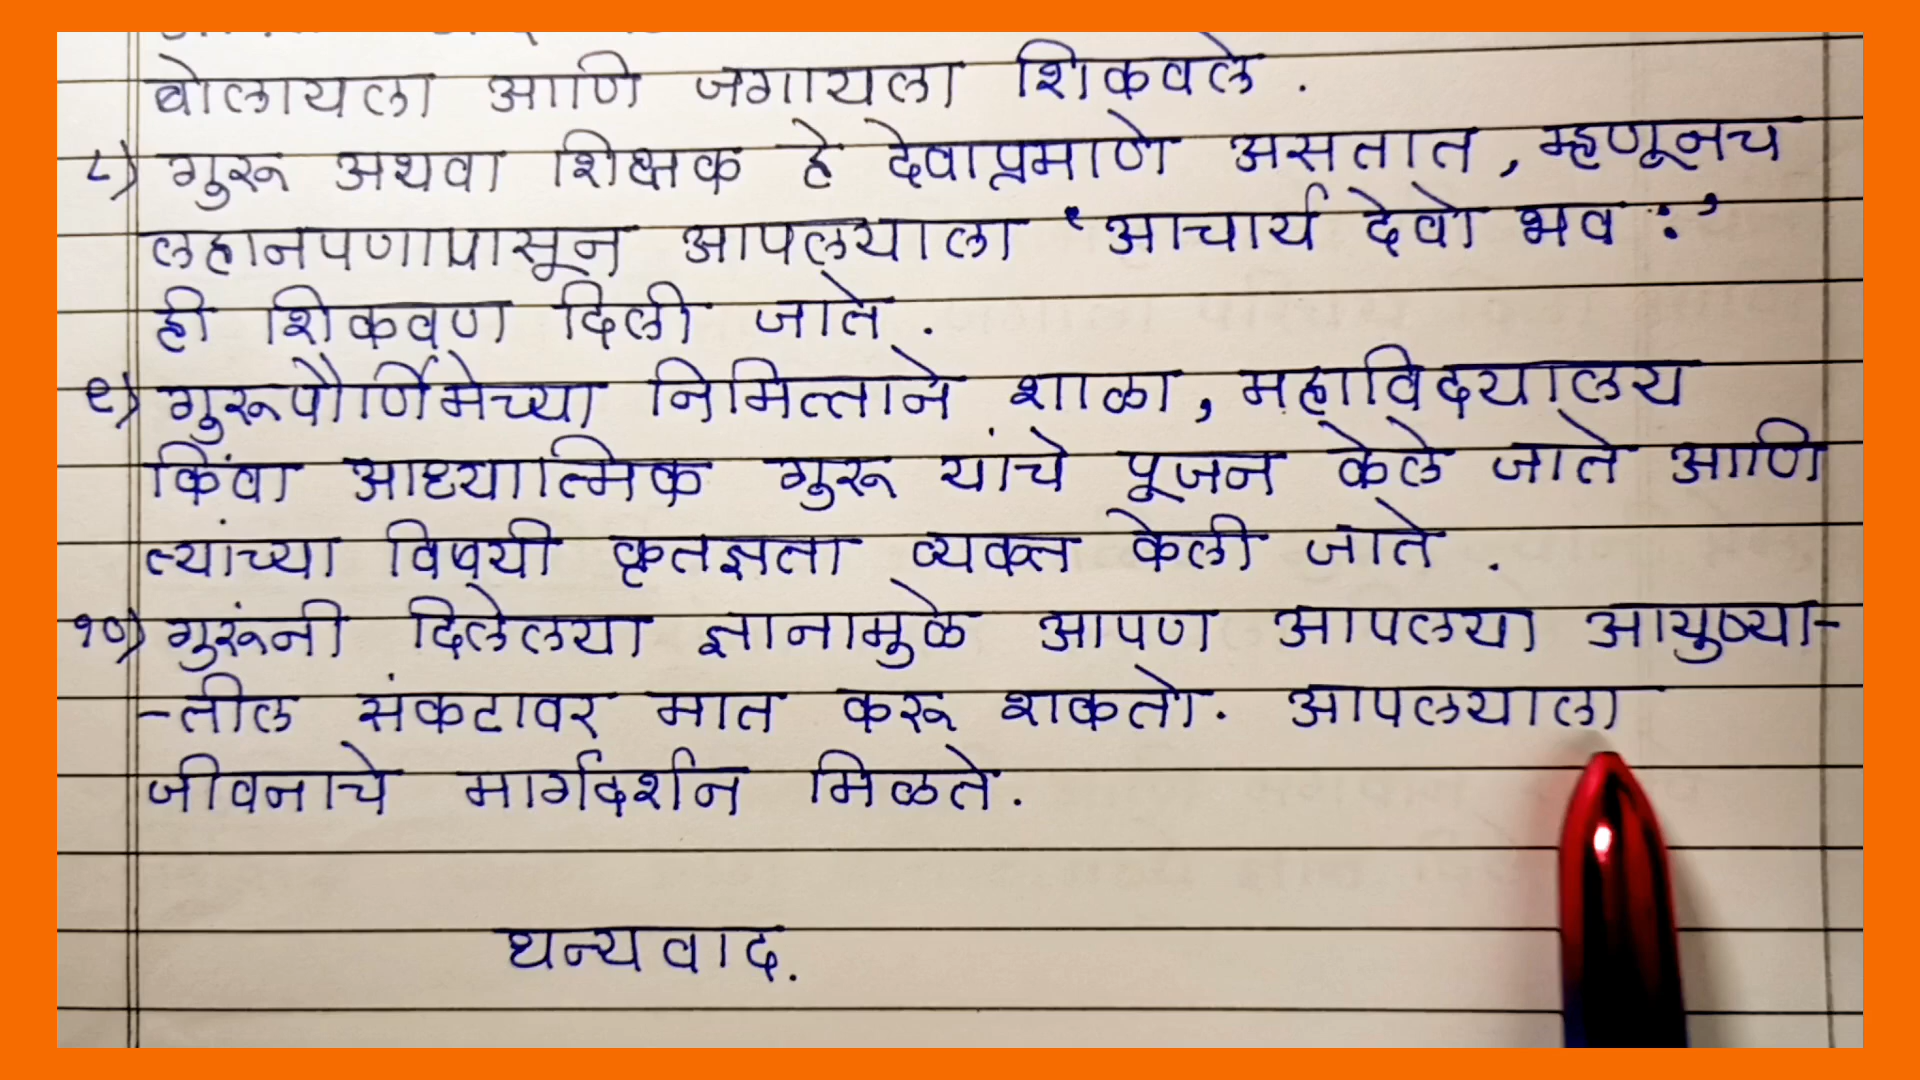 बोलायला आणि जगायला शिकवले.
८) गुरू अथवा शिक्षक हे देवाप्रमाणे असतात, म्हणूनच
लहानपणापासून आपल्याला 'आचार्य देवो भव :'
ही शिकवण दिली जाते.
९) गुरूपौर्णिमेच्या निमित्ताने शाळा, महाविद्यालय
किंवा आध्यात्मिक गुरू यांचे पूजन केले जाते आणि
त्यांच्या विषयी कृतज्ञता व्यक्त केली जाते.
१०) गुरूंनी दिलेल्या ज्ञानामुळे आपण आपल्या आयुष्या-
-तील संकटावर मात करू शकतो. आपल्याला
जीवनाचे मार्गदर्शन मिळते.
धन्यवाद.